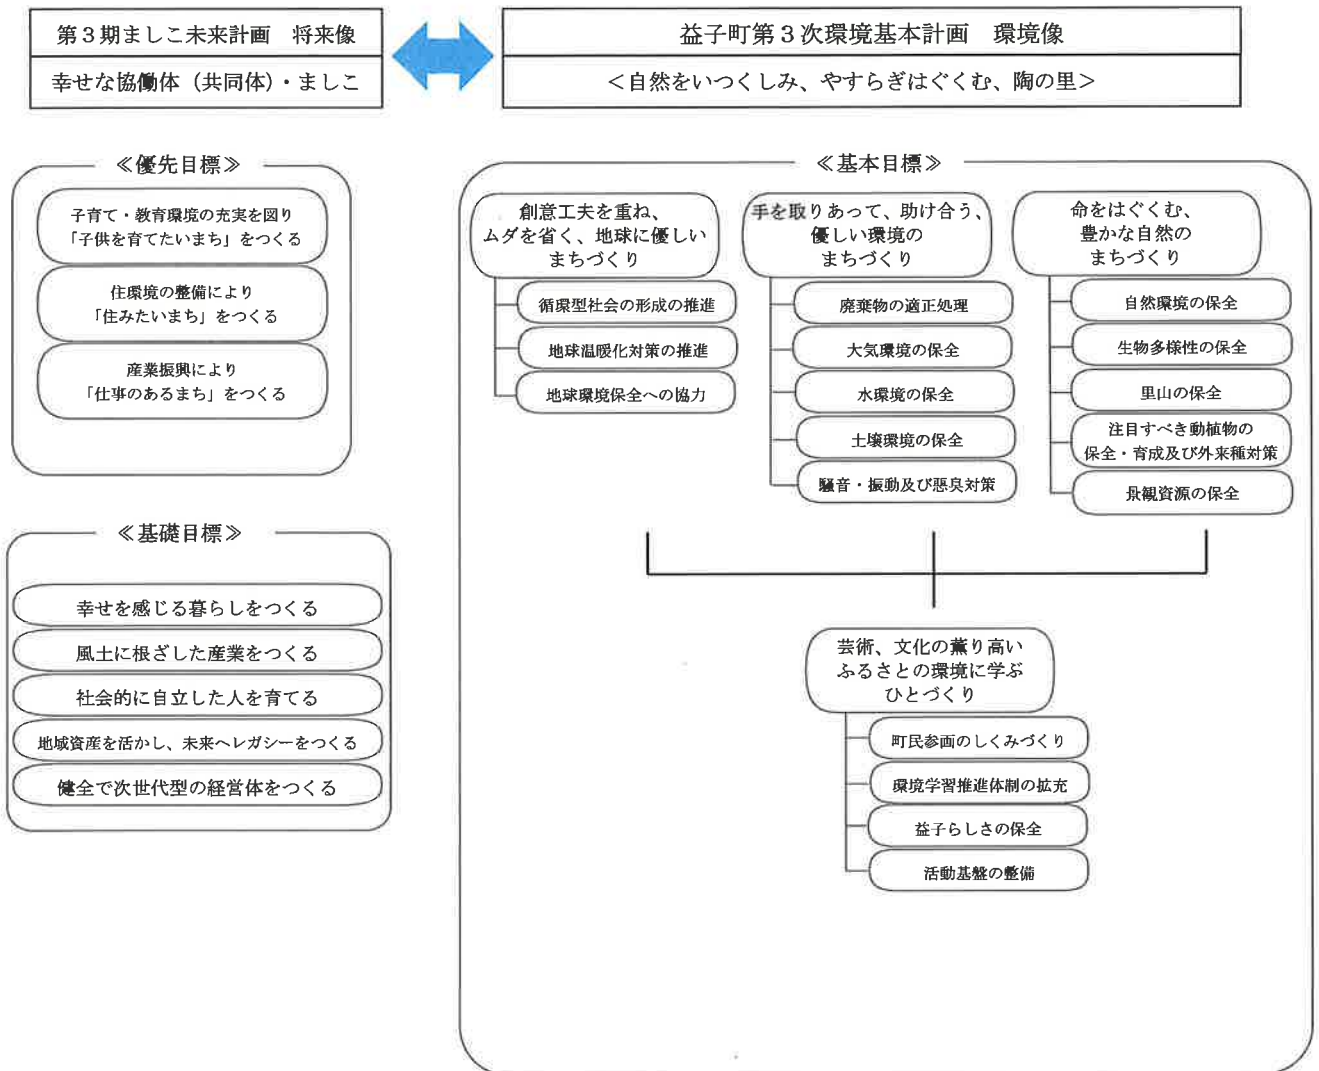 第3期ましこ未来計画　将来像
幸せな協働体（共同体）・ましこ
益子町第3次環境基本計画　環境像
＜自然をいつくしみ、やすらぎはぐくむ、陶の里＞
≪優先目標≫
子育て・教育環境の充実を図り
「子供を育てたいまち」をつくる
住環境の整備により
「住みたいまち」をつくる
産業振興により
「仕事のあるまち」をつくる
≪基礎目標≫
幸せを感じる暮らしをつくる
風土に根ざした産業をつくる
社会的に自立した人を育てる
地域資産を活かし、未来へレガシーをつくる
健全で次世代型の経営体をつくる
≪基本目標≫
創意工夫を重ね、
ムダを省く、地球に優しい
まちづくり
循環型社会の形成の推進
地球温暖化対策の推進
地球環境保全への協力
手を取りあって、助け合う、
優しい環境の
まちづくり
廃棄物の適正処理
大気環境の保全
水環境の保全
土壌環境の保全
騒音・振動及び悪臭対策
命をはぐくむ、
豊かな自然の
まちづくり
自然環境の保全
生物多様性の保全
里山の保全
注目すべき動植物の
保全・育成及び外来種対策
景観資源の保全
芸術、文化の薫り高い
ふるさとの環境に学ぶ
ひとづくり
町民参画のしくみづくり
環境学習推進体制の拡充
益子らしさの保全
活動基盤の整備